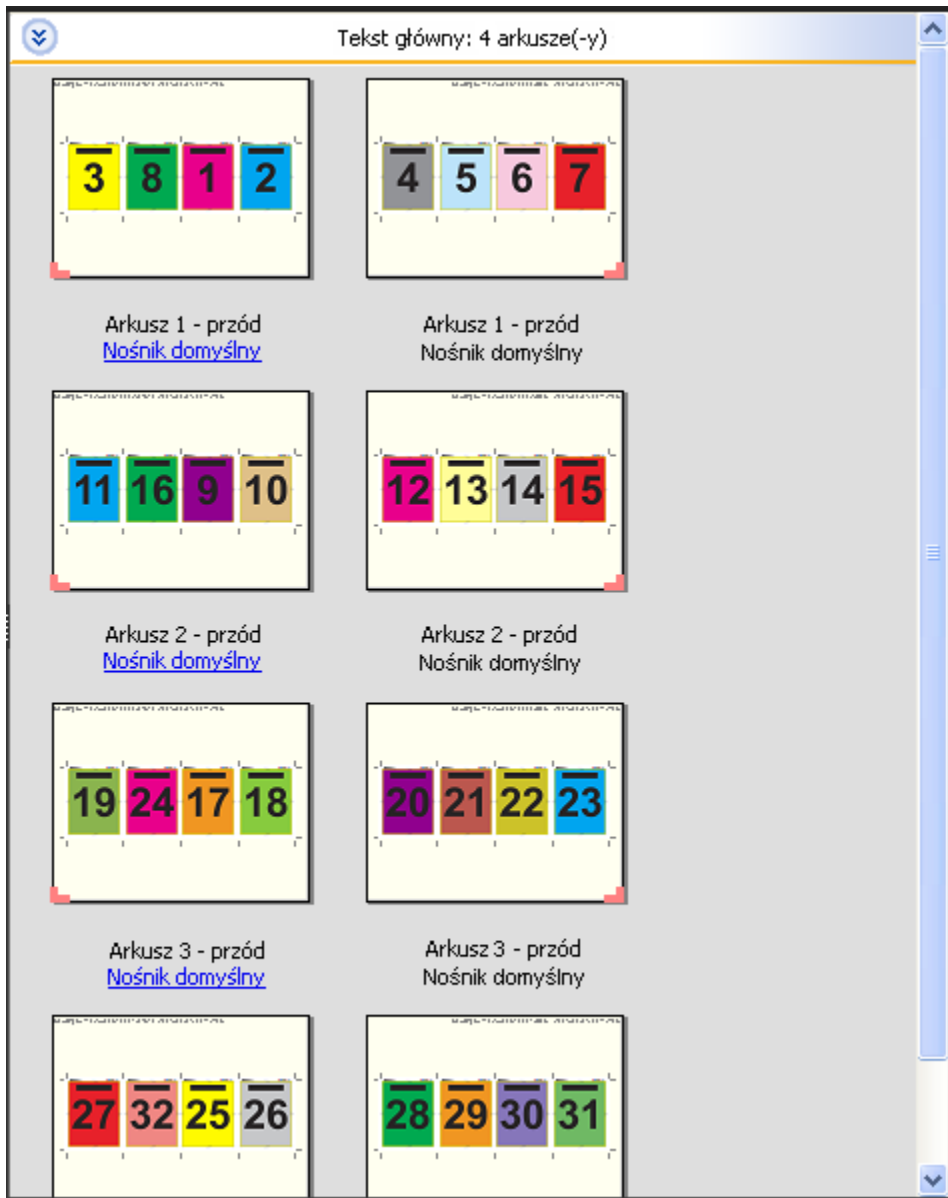 Tekst główny: 4 arkusze(-y)
3 8 1 2
4 5 6 7
Arkusz 1 - przód
Nośnik domyślny
Arkusz 1 - przód
Nośnik domyślny
11 16 9 10
12 13 14 15
Arkusz 2 - przód
Nośnik domyślny
Arkusz 2 - przód
Nośnik domyślny
19 24 17 18
20 21 22 23
Arkusz 3 - przód
Nośnik domyślny
Arkusz 3 - przód
Nośnik domyślny
27 32 25 26
28 29 30 31